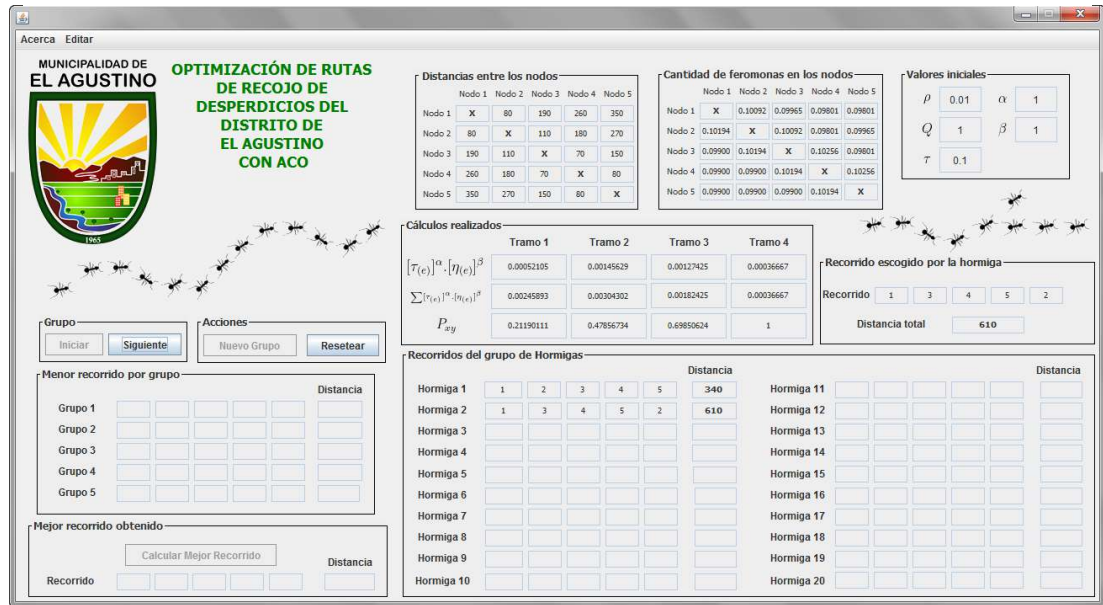 Acerca Editar
MUNICIPALIDAD DE
EL AGUSTINO
1965
OPTIMIZACIÓN DE RUTAS
DE RECOJO DE
DESPERDICIOS DEL
DISTRITO DE
EL AGUSTINO
CON ACO
Distancias entre los nodos
Nodo 1 Nodo 2 Nodo 3 Nodo 4 Nodo 5
Nodo 1 X 80 190 260 350
Nodo 2 80 X 110 180 270
Nodo 3 190 110 X 70 150
Nodo 4 260 180 70 X 80
Nodo 5 350 270 150 80 X
Cantidad de feromonas en los nodos
Nodo 1 Nodo 2 Nodo 3 Nodo 4 Nodo 5
Nodo 1 X 0.10092 0.09965 0.09801 0.09801
Nodo 2 0.10194 X 0.10092 0.09801 0.09965
Nodo 3 0.09900 0.10194 X 0.10256 0.09801
Nodo 4 0.09900 0.09900 0.10194 X 0.10256
Nodo 5 0.09900 0.09900 0.09900 0.10194 X
Valores iniciales
ρ 0.01 α 1
Q 1 β 1
τ 0.1
Cálculos realizados
Tramo 1 Tramo 2 Tramo 3 Tramo 4
[τ(e)]^α.[η(e)]^β 0.00052105 0.00145629 0.00127425 0.00036667
∑[τ(e)]^α.[η(e)]^β 0.00245893 0.00304302 0.00182425 0.00036667
Pxy 0.21190111 0.47856734 0.69850624 1
Recorrido escogido por la hormiga
Recorrido 1 3 4 5 2
Distancia total 610
Grupo
Iniciar Siguiente
Acciones
Nuevo Grupo Resetear
Menor recorrido por grupo
Distancia
Grupo 1
Grupo 2
Grupo 3
Grupo 4
Grupo 5
Mejor recorrido obtenido
Calcular Mejor Recorrido
Distancia
Recorrido
Recorridos del grupo de Hormigas
Distancia
Hormiga 1 1 2 3 4 5 340
Hormiga 2 1 3 4 5 2 610
Hormiga 3
Hormiga 4
Hormiga 5
Hormiga 6
Hormiga 7
Hormiga 8
Hormiga 9
Hormiga 10
Distancia
Hormiga 11
Hormiga 12
Hormiga 13
Hormiga 14
Hormiga 15
Hormiga 16
Hormiga 17
Hormiga 18
Hormiga 19
Hormiga 20